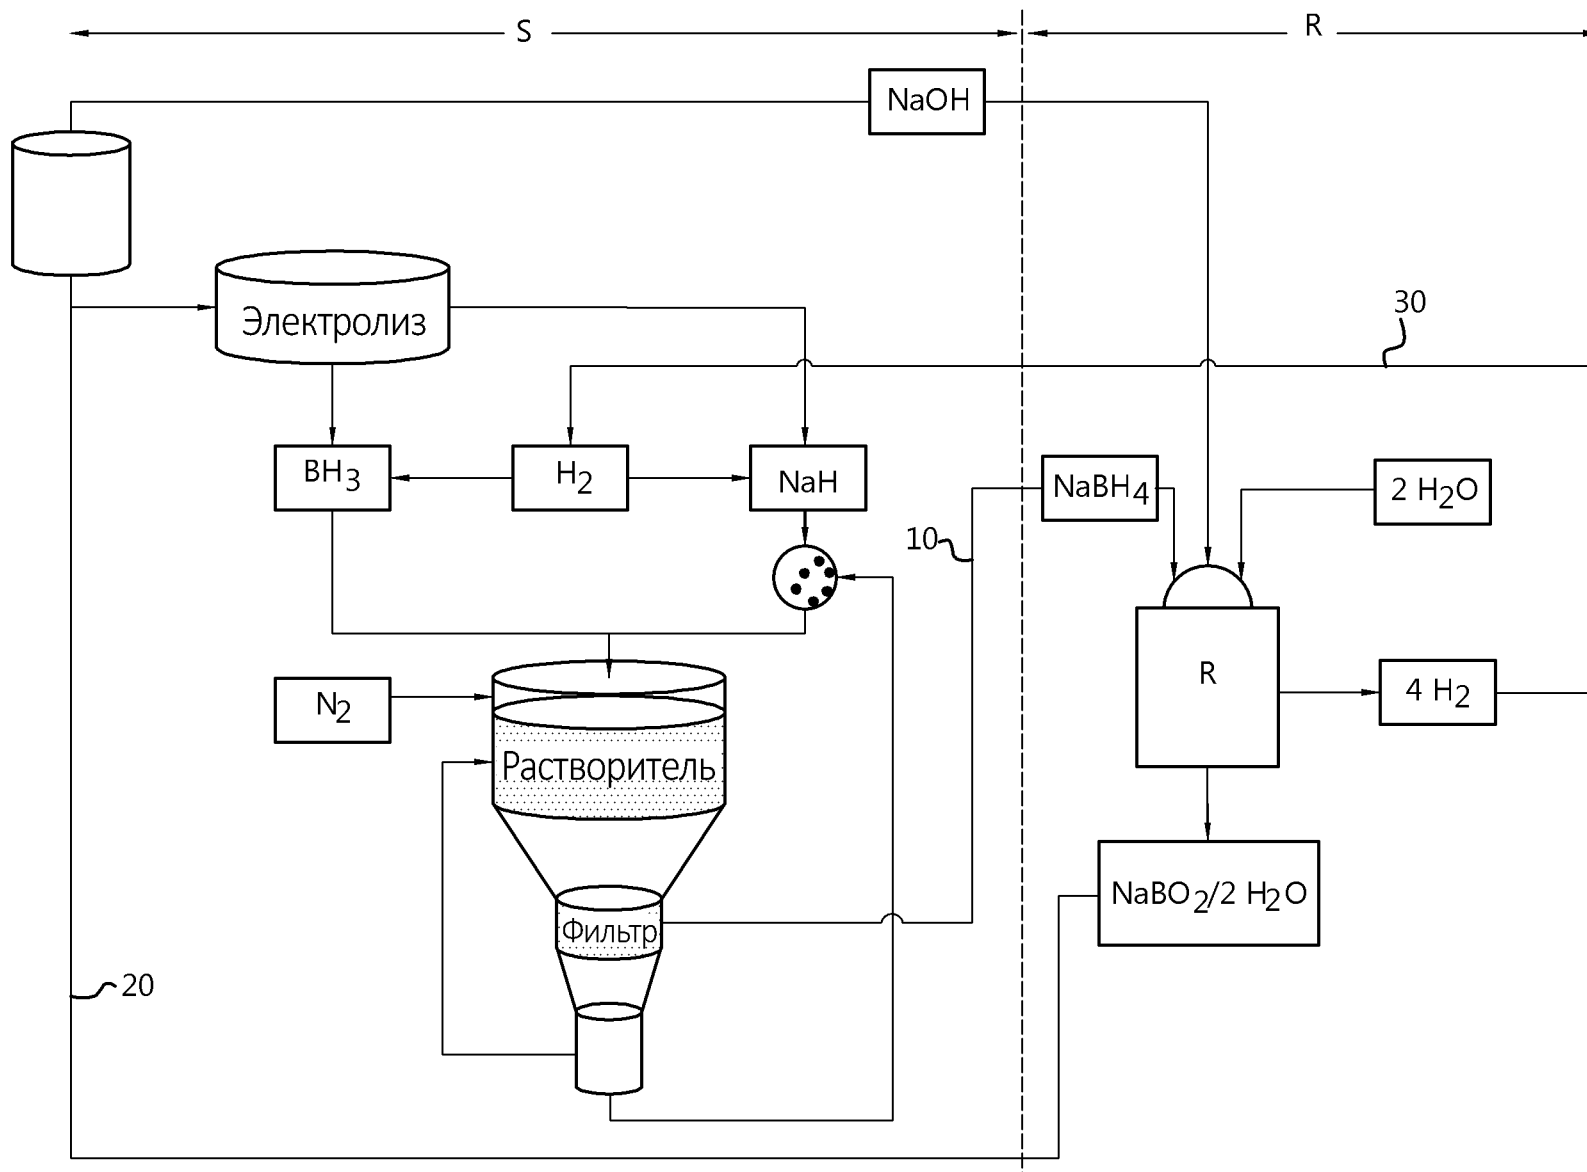 S
R
NaOH
Электролиз
30
BH3
H2
NaH
NaBH4
2 H2O
10
N2
R
4 H2
Растворитель
NaBO2/2 H2O
Фильтр
20